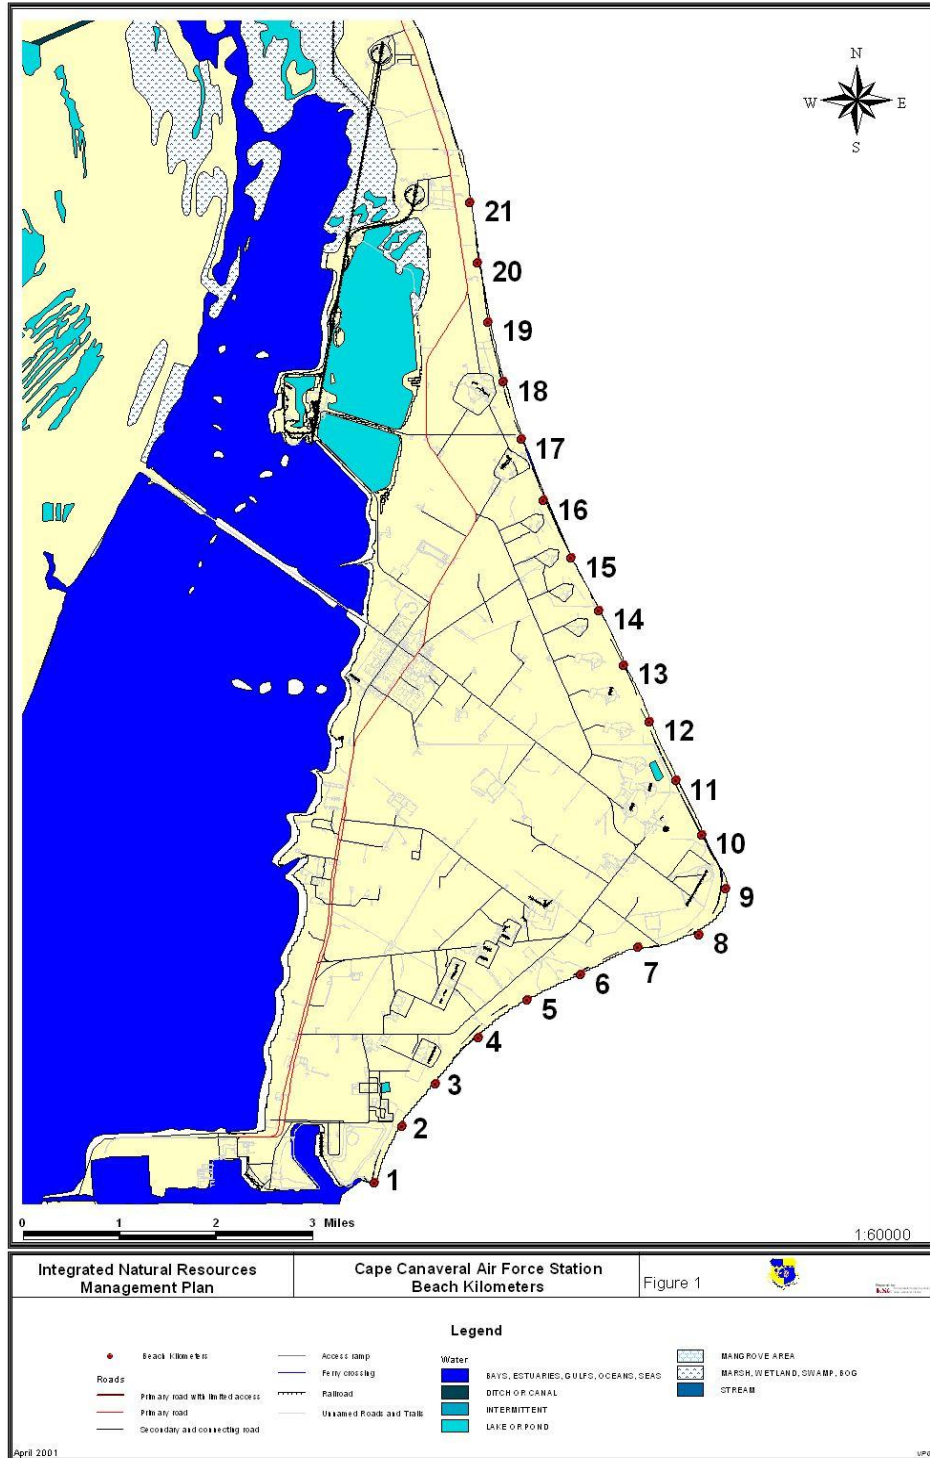 N
W E
S
21
20
19
18
17
16
15
14
13
12
11
10
9
8
7
6
5
4
3
2
1
0 1 2 3 Miles
1:60000
Integrated Natural Resources
Management Plan
Cape Canaveral Air Force Station
Beach Kilometers
Figure 1
Legend
Beach Kilometers
Roads
Primary road with limited access
Primary road
Secondary and connecting road
Access ramp
Ferry crossing
Railroad
Unnamed Roads and Trails
Water
BAYS, ESTUARIES, GULFS, OCEANS, SEAS
DITCH OR CANAL
INTERMITTENT
LAKE OR POND
MANGROVE AREA
MARSH, WETLAND, SWAMP, BOG
STREAM
April 2001